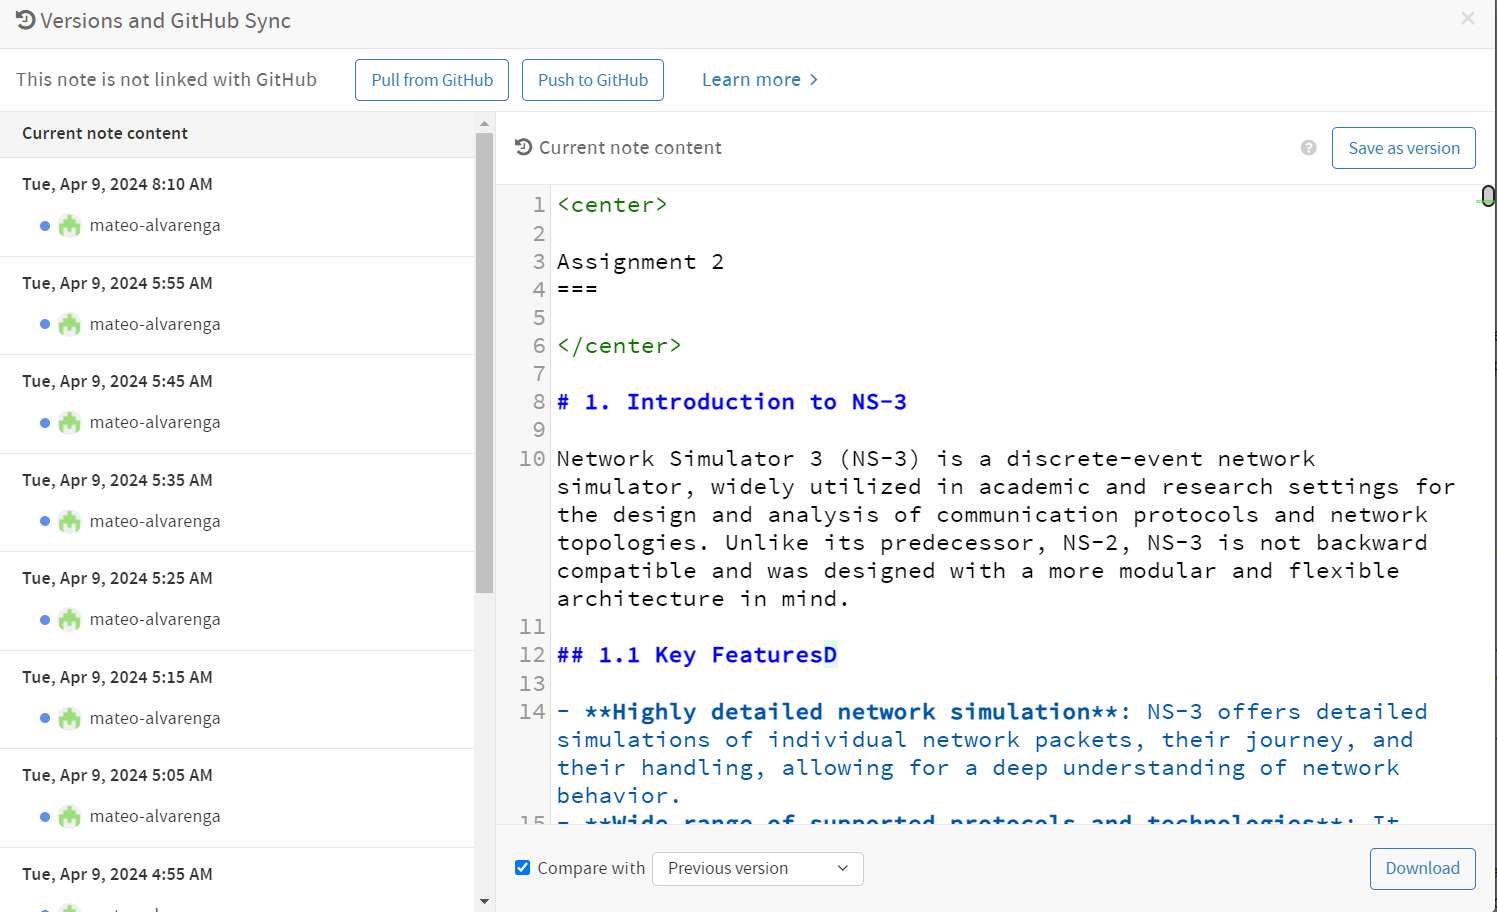 Versions and GitHub Sync
This note is not linked with GitHub
Pull from GitHub
Push to GitHub
Learn more
Current note content
Tue, Apr 9, 2024 8:10 AM
mateo-alvarenga
Tue, Apr 9, 2024 5:55 AM
mateo-alvarenga
Tue, Apr 9, 2024 5:45 AM
mateo-alvarenga
Tue, Apr 9, 2024 5:35 AM
mateo-alvarenga
Tue, Apr 9, 2024 5:25 AM
mateo-alvarenga
Tue, Apr 9, 2024 5:15 AM
mateo-alvarenga
Tue, Apr 9, 2024 5:05 AM
mateo-alvarenga
Tue, Apr 9, 2024 4:55 AM
Current note content
Save as version
1 <center>
2
3 Assignment 2
4 ===
5
6 </center>
7
8 # 1. Introduction to NS-3
9
10 Network Simulator 3 (NS-3) is a discrete-event network
simulator, widely utilized in academic and research settings for
the design and analysis of communication protocols and network
topologies. Unlike its predecessor, NS-2, NS-3 is not backward
compatible and was designed with a more modular and flexible
architecture in mind.
11
12 ## 1.1 Key FeaturesD
13
14 - **Highly detailed network simulation**: NS-3 offers detailed
simulations of individual network packets, their journey, and
their handling, allowing for a deep understanding of network
behavior.
15 - **Wide range of supported protocols and technologies**: It
Compare with
Previous version
Download